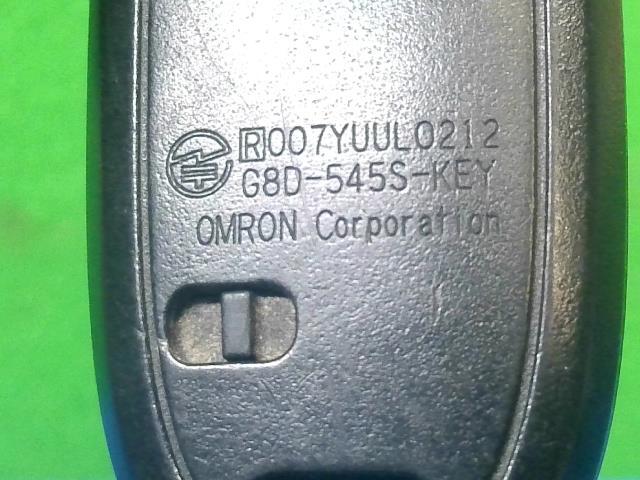 R007YUUL0212
G8D-545S-KEY
OMRON Corporation